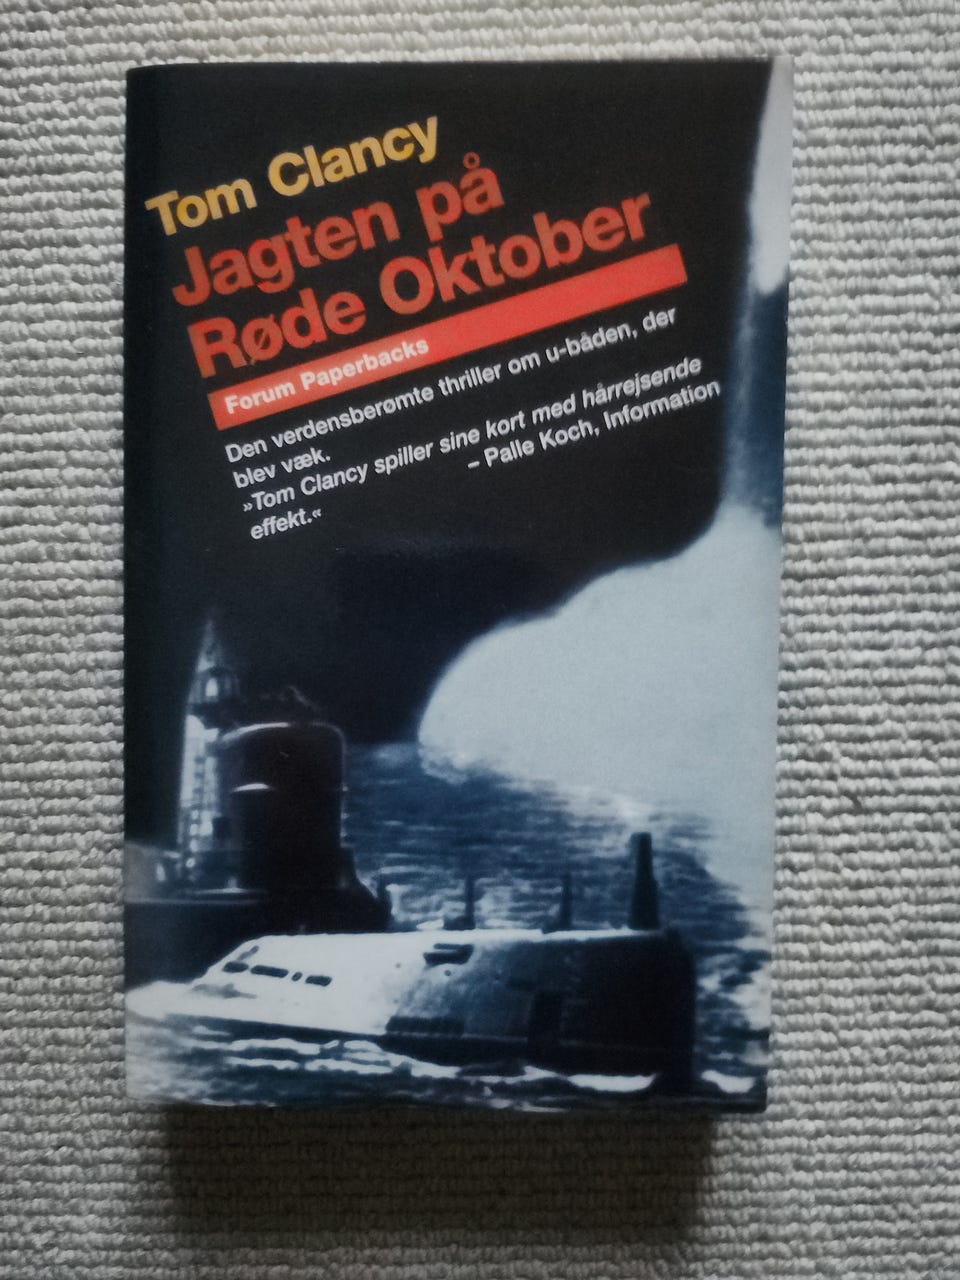 Tom Clancy
Jagten på
Røde Oktober
Forum Paperbacks
Den verdensberømte thriller om u-båden, der
blev væk.
»Tom Clancy spiller sine kort med hårrejsende
effekt.«
– Palle Koch, Information